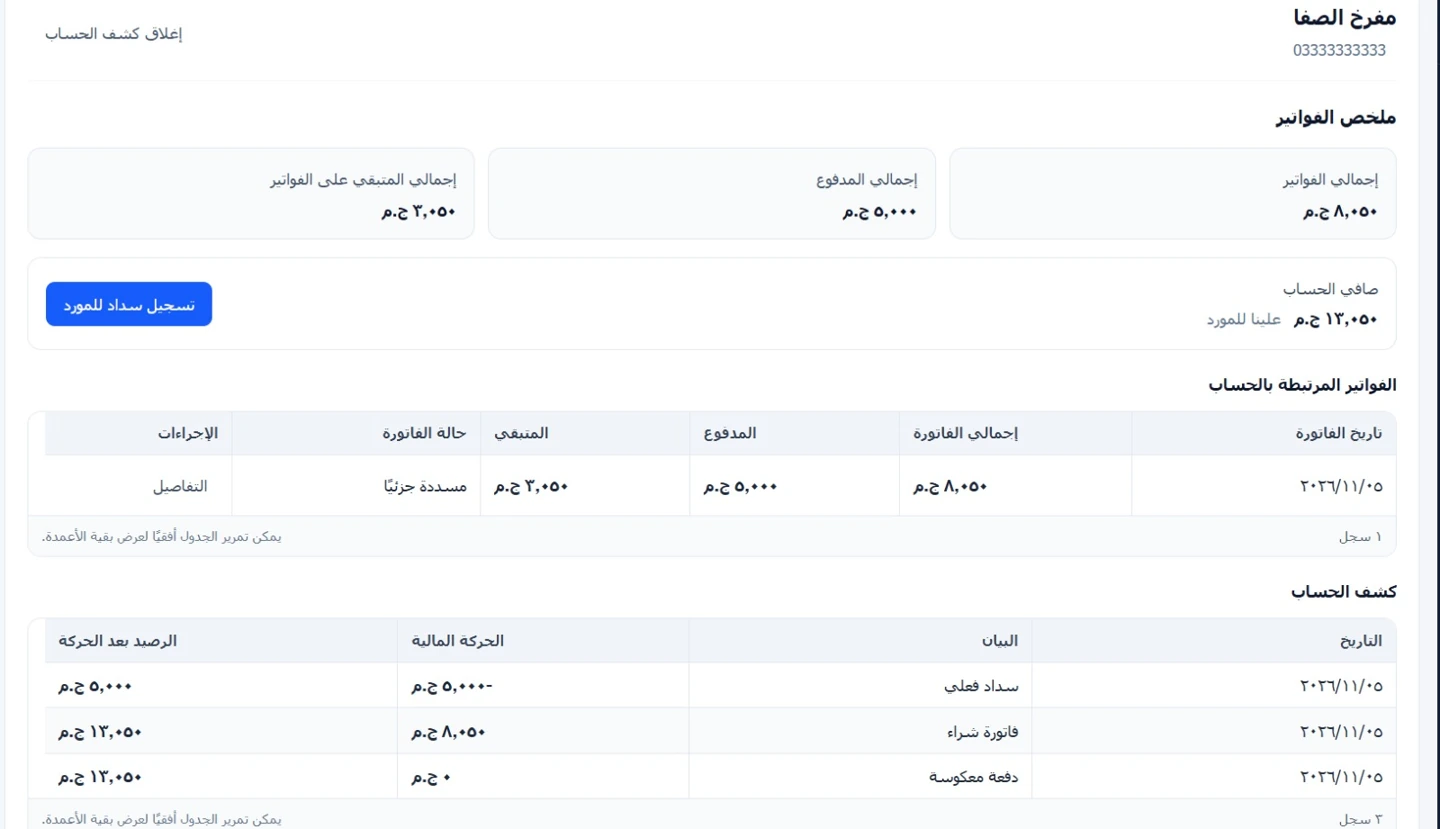 مفرخ الصفا
إغلاق كشف الحساب
03333333333
ملخص الفواتير
إجمالي الفواتير
٨,٠٥٠ ج.م
إجمالي المدفوع
٥,٠٠٠ ج.م
إجمالي المتبقي على الفواتير
٣,٠٥٠ ج.م
صافي الحساب
١٣,٠٥٠ ج.م علينا للمورد
تسجيل سداد للمورد
الفواتير المرتبطة بالحساب
تاريخ الفاتورة إجمالي الفاتورة المدفوع المتبقي حالة الفاتورة الإجراءات
٢٠٢٦/١١/٠٥ ٨,٠٥٠ ج.م ٥,٠٠٠ ج.م ٣,٠٥٠ ج.م مسددة جزئيًا التفاصيل
١ سجل يمكن تمرير الجدول أفقيًا لعرض بقية الأعمدة.
كشف الحساب
التاريخ البيان الحركة المالية الرصيد بعد الحركة
٢٠٢٦/١١/٠٥ سداد فعلي -٥,٠٠٠ ج.م ٥,٠٠٠ ج.م
٢٠٢٦/١١/٠٥ فاتورة شراء ٨,٠٥٠ ج.م ١٣,٠٥٠ ج.م
٢٠٢٦/١١/٠٥ دفعة معكوسة ٠ ج.م ١٣,٠٥٠ ج.م
٣ سجل يمكن تمرير الجدول أفقيًا لعرض بقية الأعمدة.